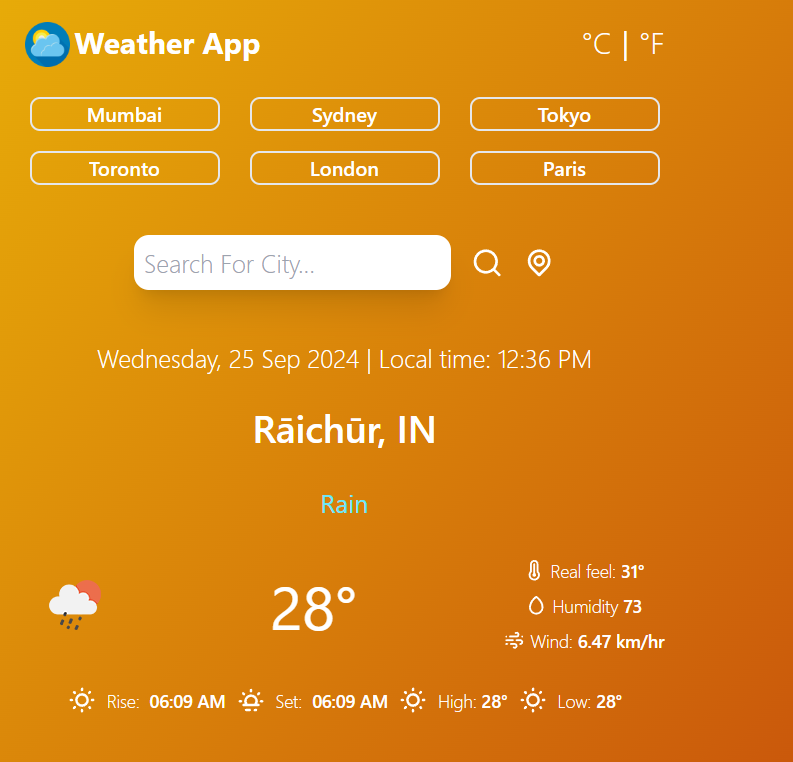 Weather App °C | °F
Mumbai Sydney Tokyo
Toronto London Paris
Search For City...
Wednesday, 25 Sep 2024 | Local time: 12:36 PM
Rāichūr, IN
Rain
28°
Real feel: 31°
Humidity 73
Wind: 6.47 km/hr
Rise: 06:09 AM Set: 06:09 AM High: 28° Low: 28°